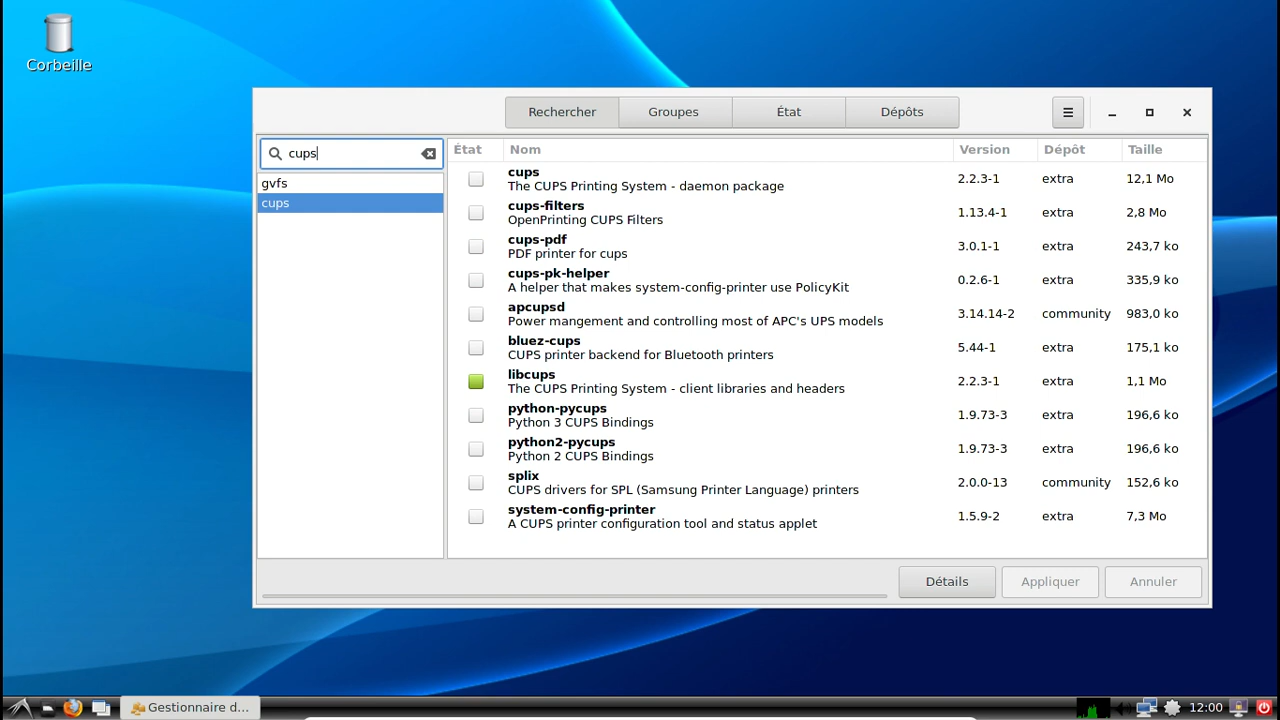 Corbeille
Rechercher Groupes État Dépôts
cups
gvfs
cups
État Nom Version Dépôt Taille
cups
The CUPS Printing System - daemon package
2.2.3-1 extra 12,1 Mo
cups-filters
OpenPrinting CUPS Filters
1.13.4-1 extra 2,8 Mo
cups-pdf
PDF printer for cups
3.0.1-1 extra 243,7 ko
cups-pk-helper
A helper that makes system-config-printer use PolicyKit
0.2.6-1 extra 335,9 ko
apcupsd
Power mangement and controlling most of APC's UPS models
3.14.14-2 community 983,0 ko
bluez-cups
CUPS printer backend for Bluetooth printers
5.44-1 extra 175,1 ko
libcups
The CUPS Printing System - client libraries and headers
2.2.3-1 extra 1,1 Mo
python-pycups
Python 3 CUPS Bindings
1.9.73-3 extra 196,6 ko
python2-pycups
Python 2 CUPS Bindings
1.9.73-3 extra 196,6 ko
splix
CUPS drivers for SPL (Samsung Printer Language) printers
2.0.0-13 community 152,6 ko
system-config-printer
A CUPS printer configuration tool and status applet
1.5.9-2 extra 7,3 Mo
Détails Appliquer Annuler
Gestionnaire d... 12:00